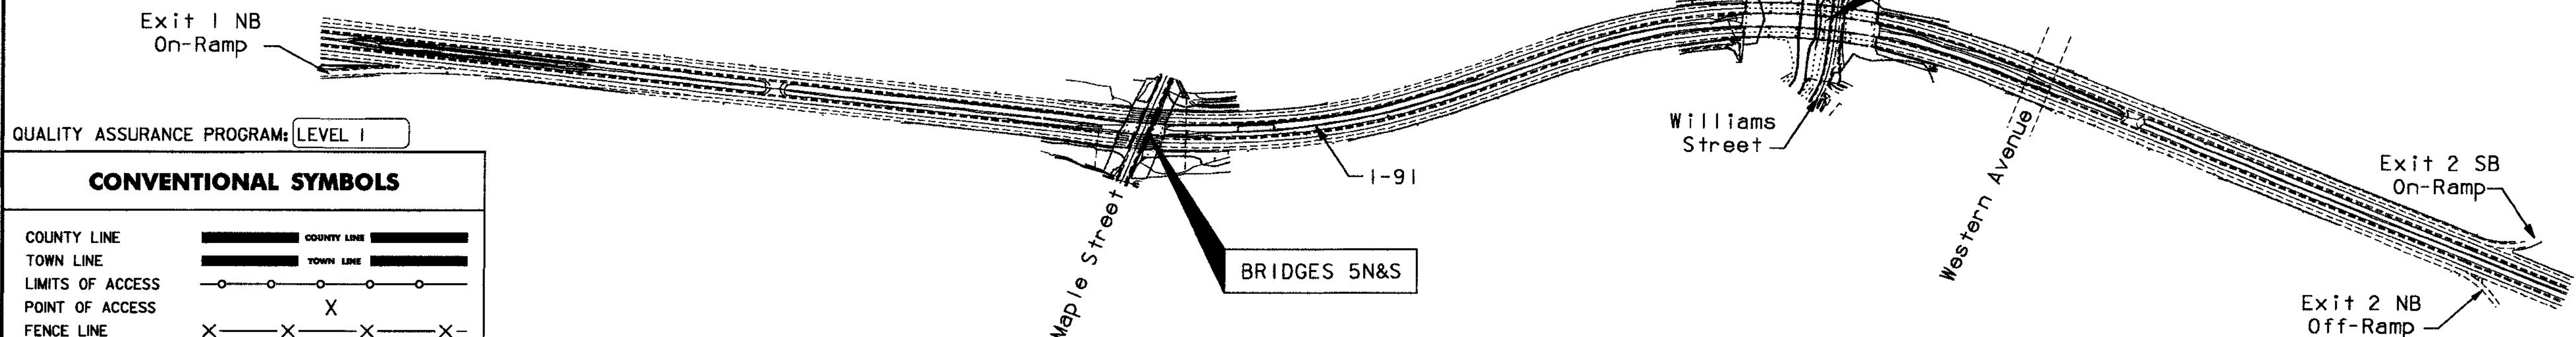 Exit 1 NB
On-Ramp
QUALITY ASSURANCE PROGRAM: LEVEL 1
CONVENTIONAL SYMBOLS
COUNTY LINE COUNTY LINE
TOWN LINE TOWN LINE
LIMITS OF ACCESS
POINT OF ACCESS X
FENCE LINE
Maple Street
BRIDGES 5N&S
I-91
Williams
Street
Western Avenue
Exit 2 SB
On-Ramp
Exit 2 NB
Off-Ramp